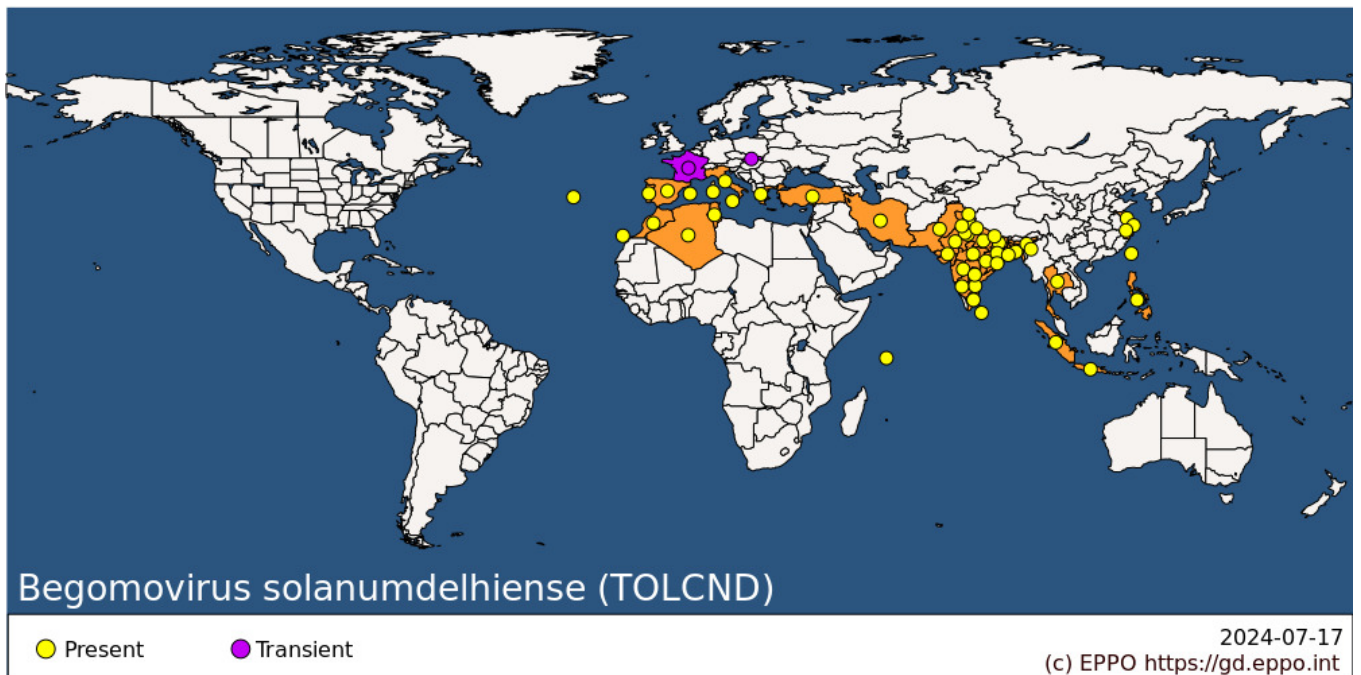 Begomovirus solanumdelhiense (TOLCND)
Present
Transient
2024-07-17
(c) EPPO https://gd.eppo.int